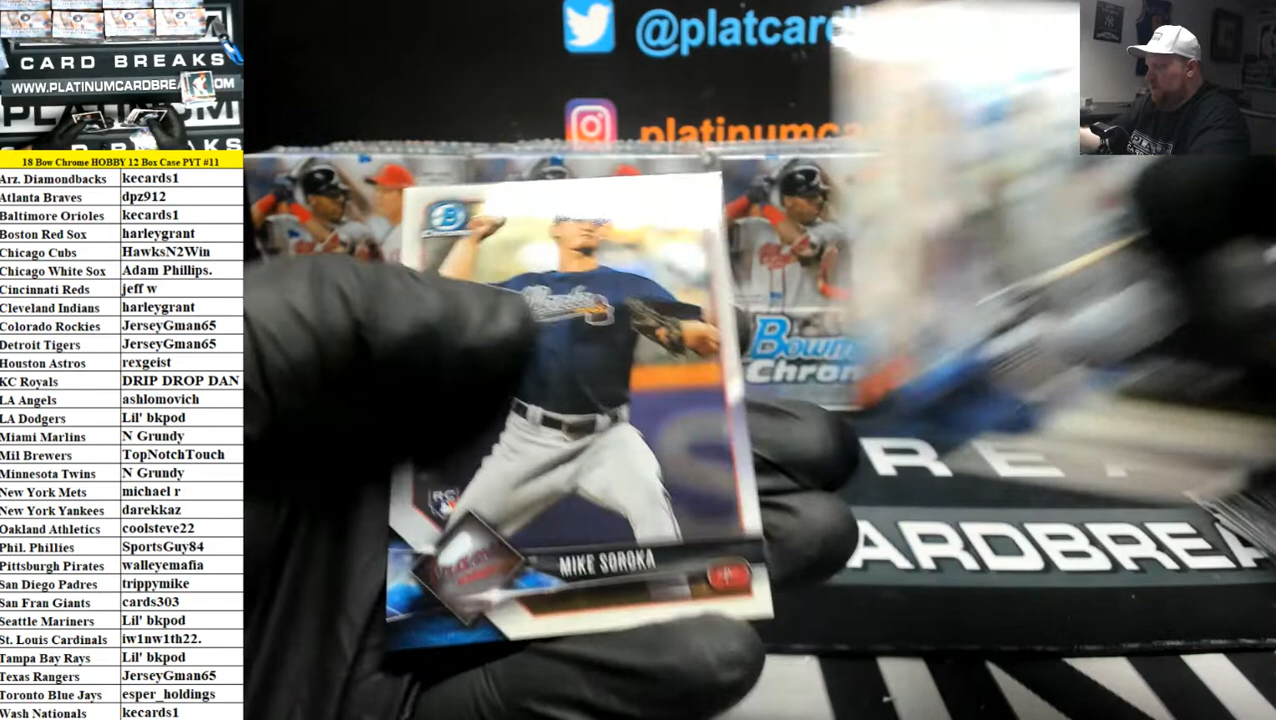 CARD BREAKS
WWW.PLATINUMCARDBREA OM
18 Bow Chrome HOBBY 12 Box Case PYT #11
Arz. Diamondbacks kecards1
Atlanta Braves dpz912
Baltimore Orioles kecards1
Boston Red Sox harleygrant
Chicago Cubs HawksN2Win
Chicago White Sox Adam Phillips.
Cincinnati Reds jeff w
Cleveland Indians harleygrant
Colorado Rockies JerseyGman65
Detroit Tigers JerseyGman65
Houston Astros rexgeist
KC Royals DRIP DROP DAN
LA Angels ashlomovich
LA Dodgers Lil' bkpod
Miami Marlins N Grundy
Mil Brewers TopNotchTouch
Minnesota Twins N Grundy
New York Mets michael r
New York Yankees darekkaz
Oakland Athletics coolsteve22
Phil. Phillies SportsGuy84
Pittsburgh Pirates walleyemafia
San Diego Padres trippymike
San Fran Giants cards303
Seattle Mariners Lil' bkpod
St. Louis Cardinals iw1nw1th22.
Tampa Bay Rays Lil' bkpod
Texas Rangers JerseyGman65
Toronto Blue Jays esper_holdings
Wash Nationals kecards1
@platcard
platinumc
B
Braves
RC
MIKE SOROKA
P
Bowm
Chron
RE
ARDBREA